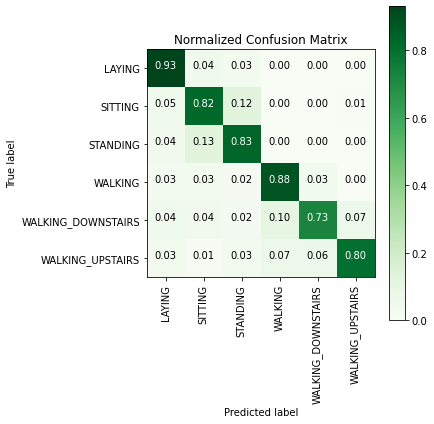 Normalized Confusion Matrix
True label
LAYING 0.93 0.04 0.03 0.00 0.00 0.00
SITTING 0.05 0.82 0.12 0.00 0.00 0.01
STANDING 0.04 0.13 0.83 0.00 0.00 0.00
WALKING 0.03 0.03 0.02 0.88 0.03 0.00
WALKING_DOWNSTAIRS 0.04 0.04 0.02 0.10 0.73 0.07
WALKING_UPSTAIRS 0.03 0.01 0.03 0.07 0.06 0.80
LAYING
SITTING
STANDING
WALKING
WALKING_DOWNSTAIRS
WALKING_UPSTAIRS
Predicted label
0.8
0.6
0.4
0.2
0.0